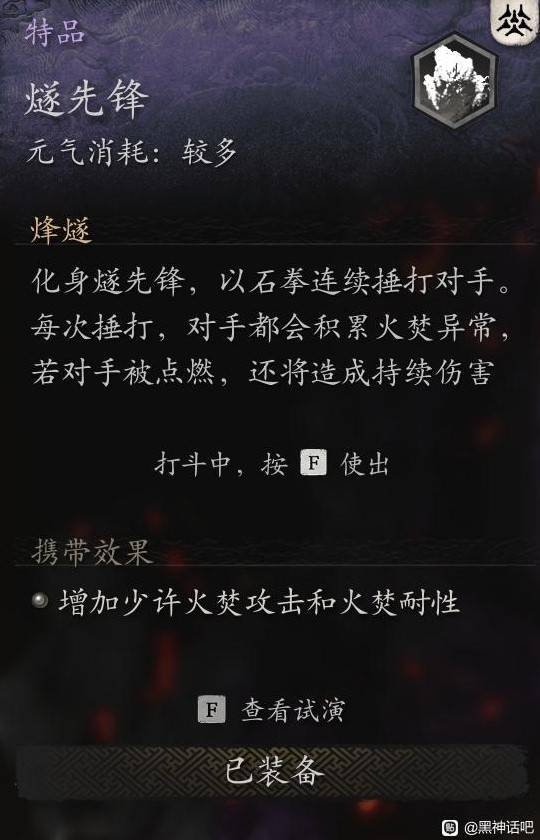 特品
燧先锋
元气消耗：较多
烽燧
化身燧先锋，以石拳连续捶打对手。
每次捶打，对手都会积累火焚异常，
若对手被点燃，还将造成持续伤害
打斗中，按 F 使出
携带效果
增加少许火焚攻击和火焚耐性
F 查看试演
已装备
贴 @黑神话吧